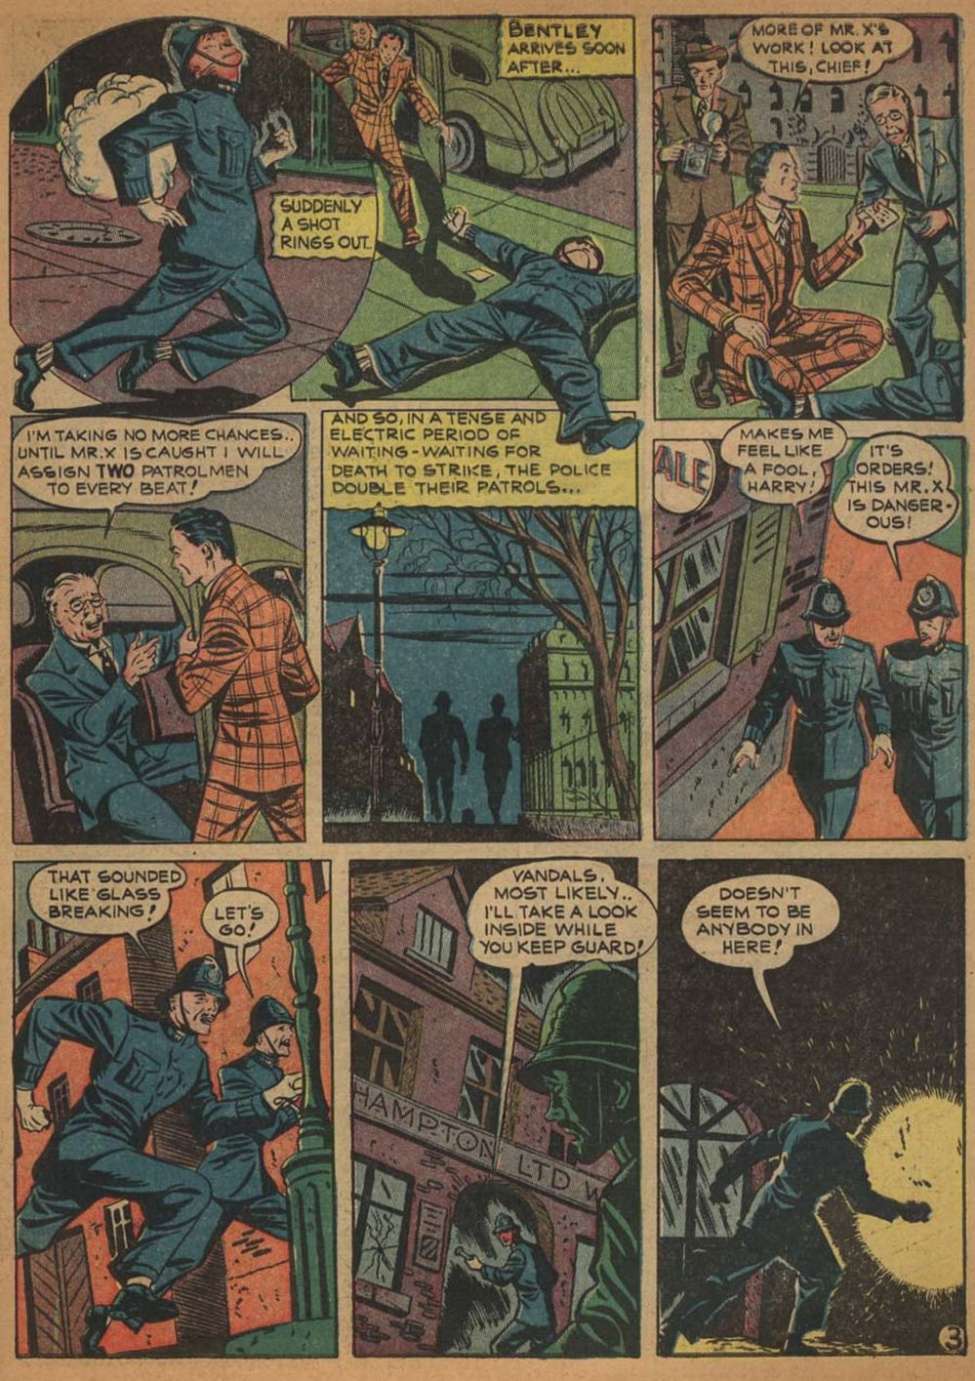 SUDDENLY
A SHOT
RINGS OUT.
BENTLEY
ARRIVES SOON
AFTER...
MORE OF MR. X'S
WORK! LOOK AT
THIS, CHIEF!
I'M TAKING NO MORE CHANCES..
UNTIL MR. X IS CAUGHT I WILL
ASSIGN TWO PATROLMEN
TO EVERY BEAT!
AND SO, IN A TENSE AND
ELECTRIC PERIOD OF
WAITING-WAITING FOR
DEATH TO STRIKE, THE POLICE
DOUBLE THEIR PATROLS...
ALE
MAKES ME
FEEL LIKE
A FOOL,
HARRY!
IT'S
ORDERS!
THIS MR. X
IS DANGER-
OUS!
THAT SOUNDED
LIKE GLASS
BREAKING!
LET'S
GO!
VANDALS,
MOST LIKELY..
I'LL TAKE A LOOK
INSIDE WHILE
YOU KEEP GUARD!
HAMPTON LTD W
DOESN'T
SEEM TO BE
ANYBODY IN
HERE!
3